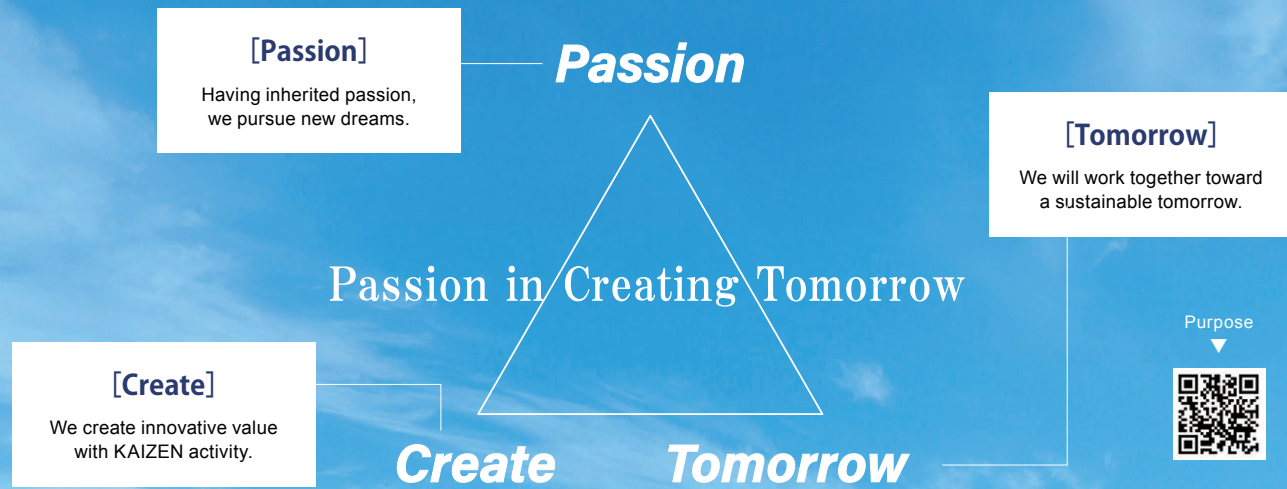 [Passion]
Having inherited passion,
we pursue new dreams.
Passion
[Tomorrow]
We will work together toward
a sustainable tomorrow.
Passion in Creating Tomorrow
Purpose
▼
[Create]
We create innovative value
with KAIZEN activity.
Create
Tomorrow